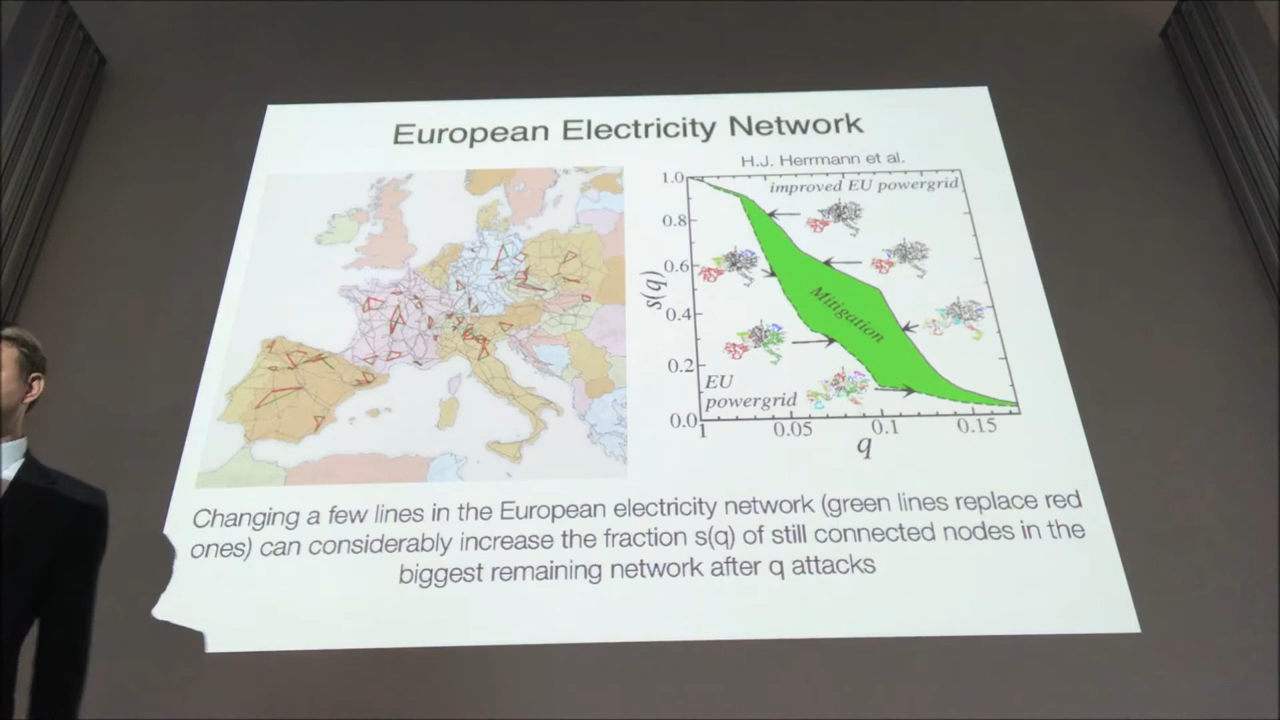 European Electricity Network
H.J. Herrmann et al.
1.0
improved EU powergrid
0.8
0.6
s(q)
0.4
Mitigation
0.2
EU
powergrid
0.0
1
0.05
0.1
0.15
q
Changing a few lines in the European electricity network (green lines replace red
ones) can considerably increase the fraction s(q) of still connected nodes in the
biggest remaining network after q attacks